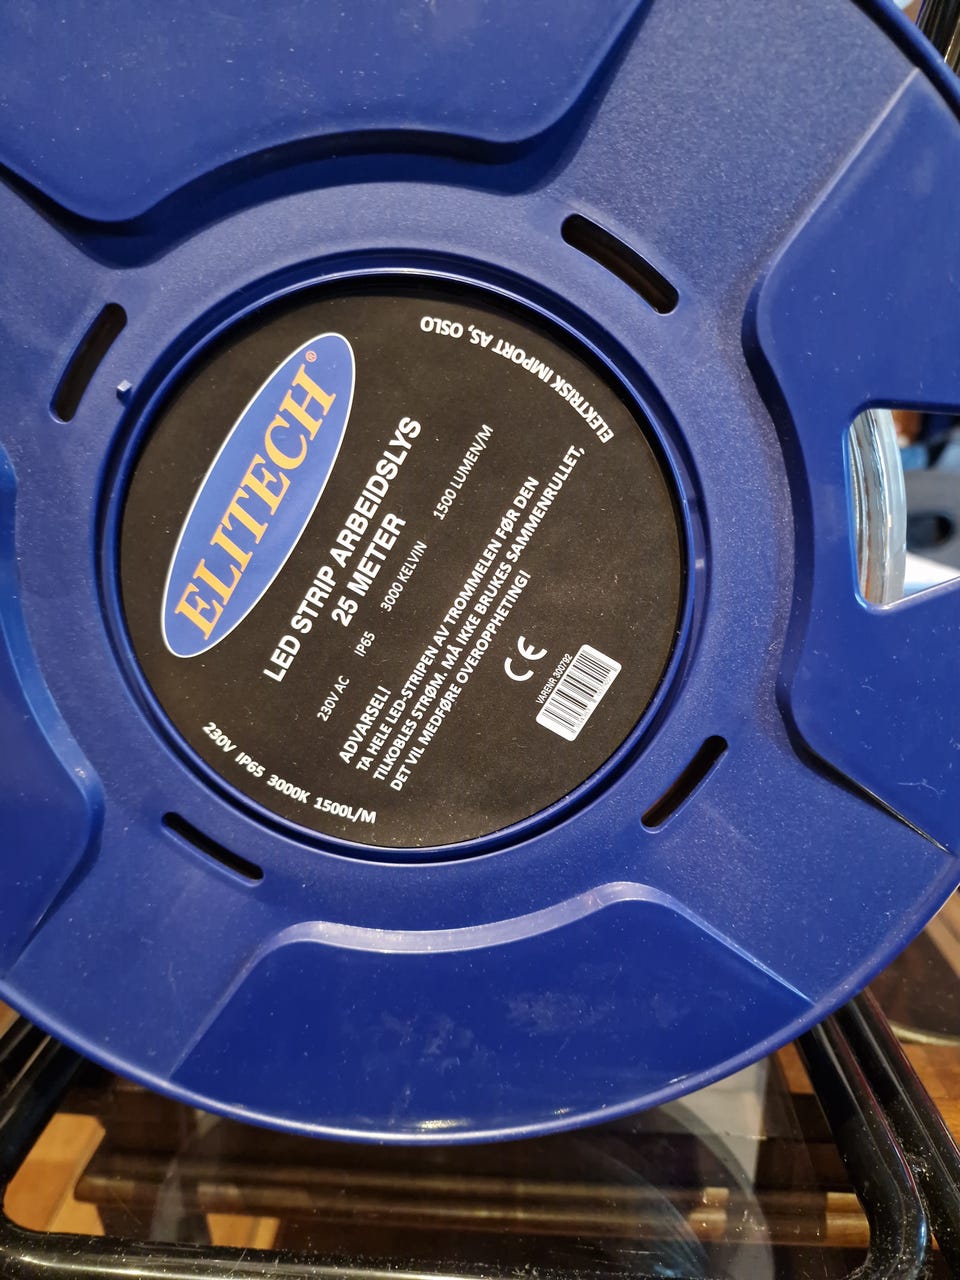 ELITECH®
LED STRIP ARBEIDSLYS
25 METER
230V AC IP65 3000 KELVIN 1500 LUMEN/M
ADVARSEL!
TA HELE LED-STRIPEN AV TROMMELEN FØR DEN
TILKOBLES STRØM. MÅ IKKE BRUKES SAMMENRULLET,
DET VIL MEDFØRE OVEROPPHETING!
CE
VARENR 300792
230V IP65 3000K 1500L/M
ELEKTRISK IMPORT AS, OSLO